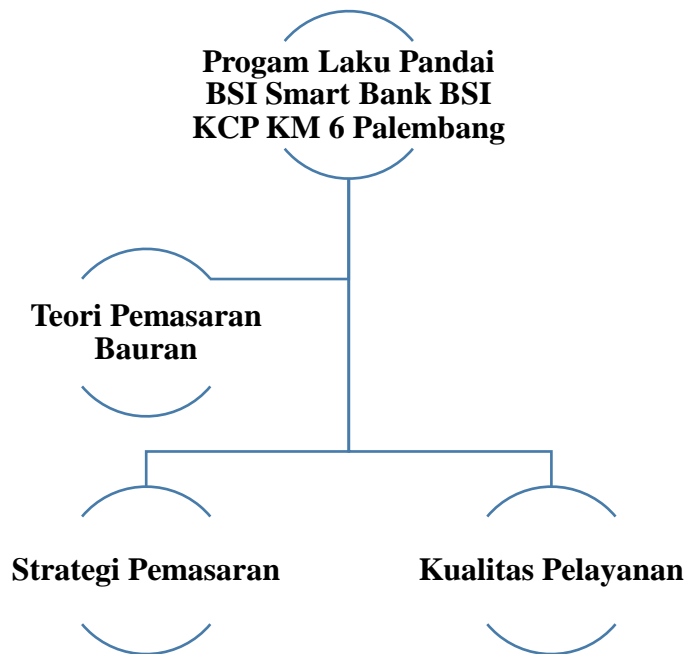 Progam Laku Pandai
BSI Smart Bank BSI
KCP KM 6 Palembang
Teori Pemasaran
Bauran
Strategi Pemasaran
Kualitas Pelayanan